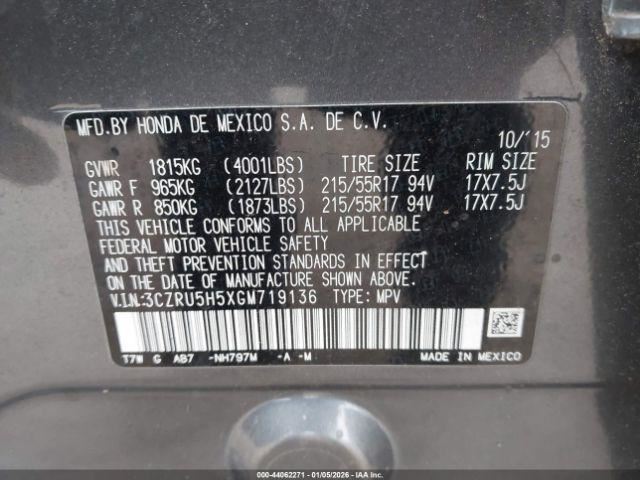 MFD.BY HONDA DE MEXICO S.A. DE C.V.
10/'15
GVWR 1815KG (4001LBS) TIRE SIZE RIM SIZE
GAWR F 965KG (2127LBS) 215/55R17 94V 17X7.5J
GAWR R 850KG (1873LBS) 215/55R17 94V 17X7.5J
THIS VEHICLE CONFORMS TO ALL APPLICABLE
FEDERAL MOTOR VEHICLE SAFETY
AND THEFT PREVENTION STANDARDS IN EFFECT
ON THE DATE OF MANUFACTURE SHOWN ABOVE.
V.I.N.:3CZRU5H5XGM719136 TYPE: MPV
T7W G AB7 -NH797M -A -M MADE IN MEXICO
000-44062271 - 01/05/2026 - IAA, Inc.